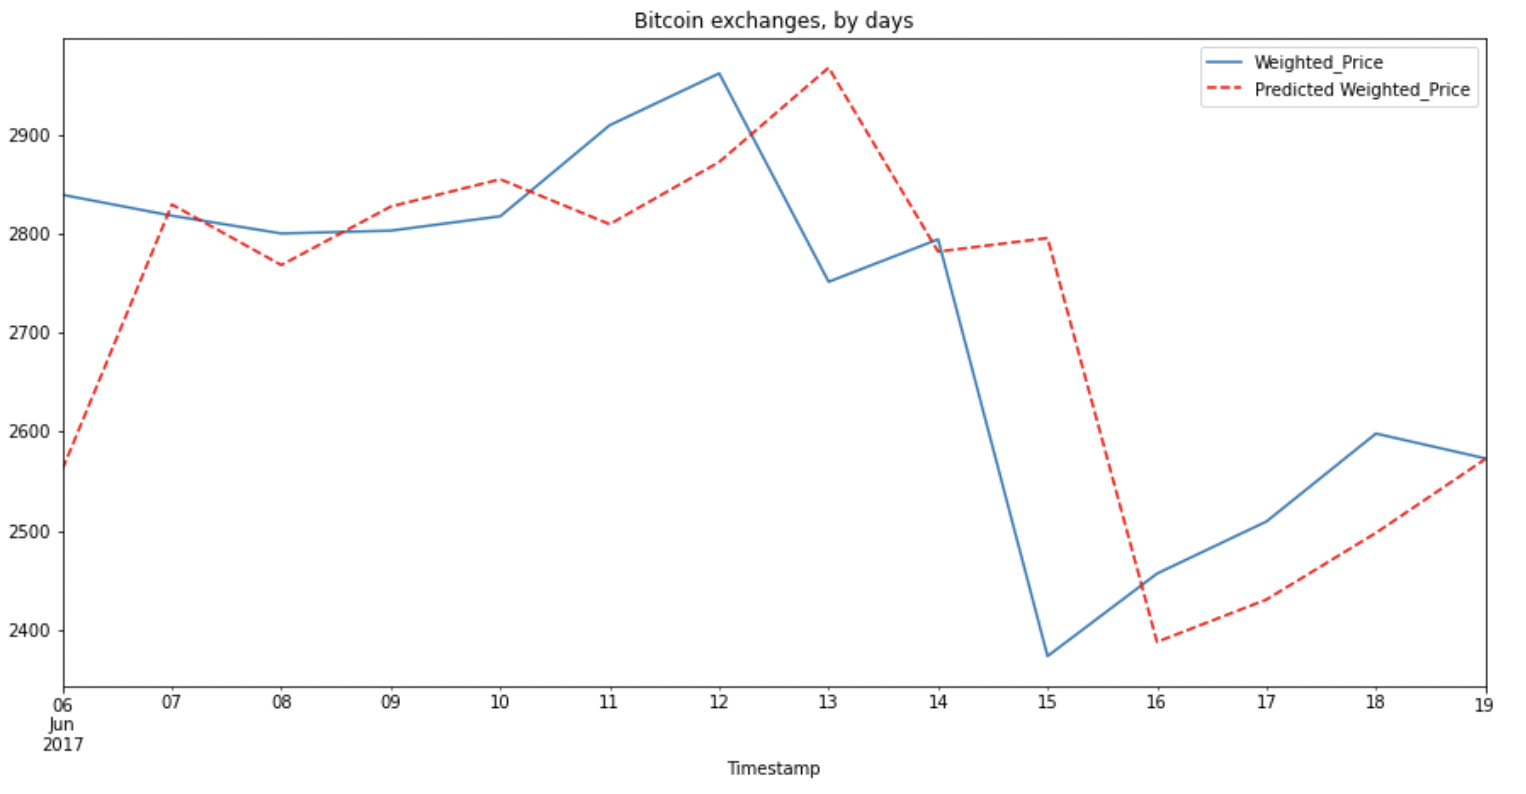 Bitcoin exchanges, by days
Weighted_Price
Predicted Weighted_Price
2900
2800
2700
2600
2500
2400
06 07 08 09 10 11 12 13 14 15 16 17 18 19
Jun
2017
Timestamp